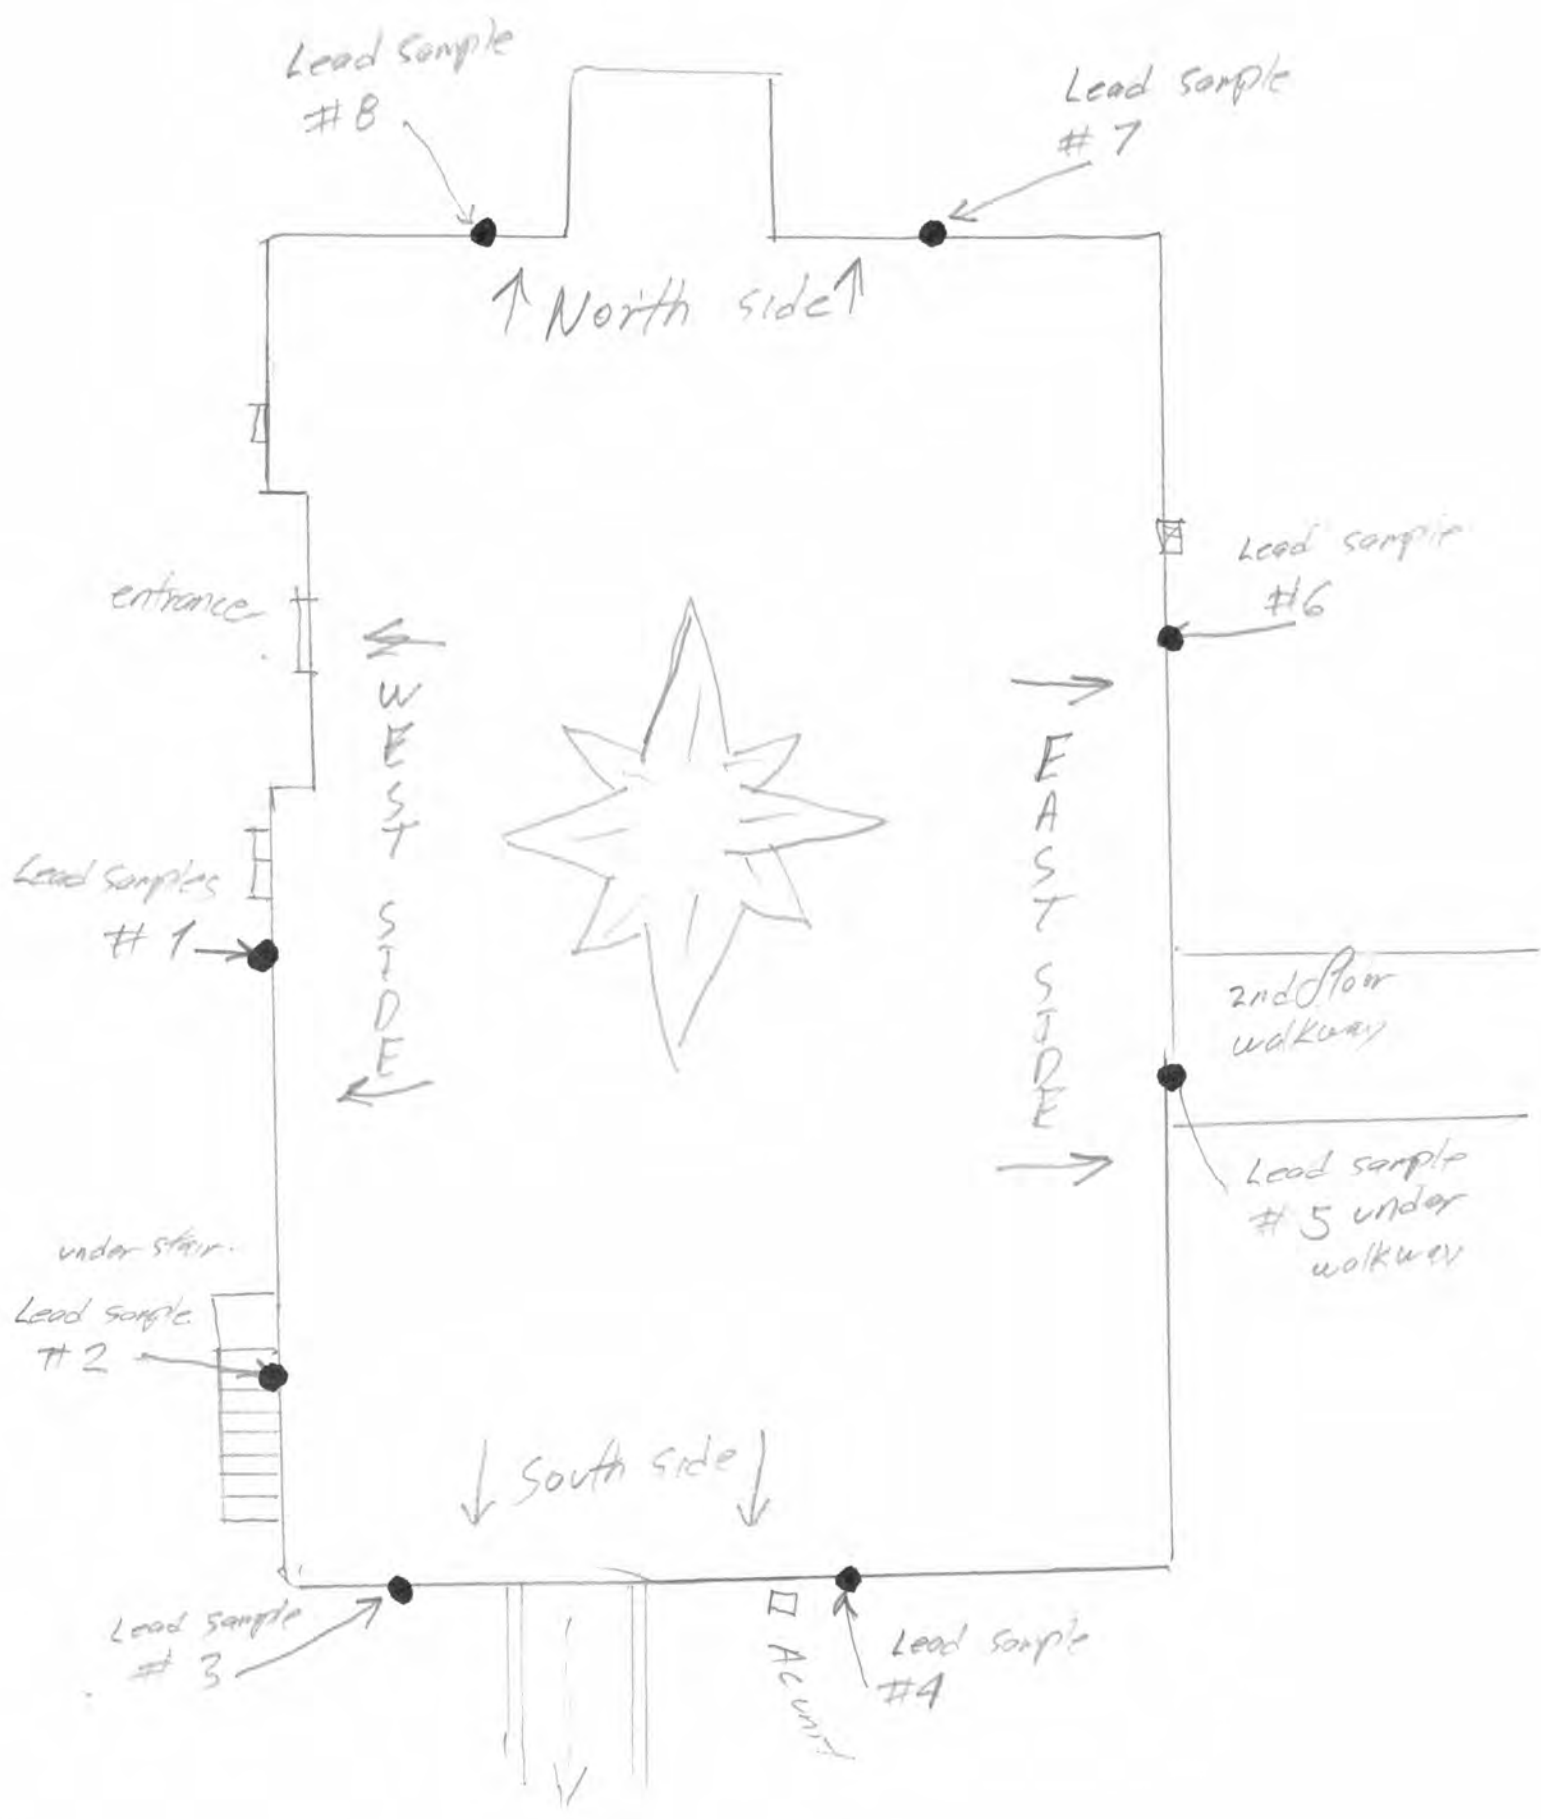 Lead sample
#8
Lead sample
#7
↑ North side ↑
Lead sample
#6
entrance
WEST SIDE
EAST SIDE
Lead samples
#1
2nd floor
walkway
Lead sample
#5 under
walkway
under stair.
Lead sample
#2
South side
Lead sample
#3
Lead sample
#4
AC unit